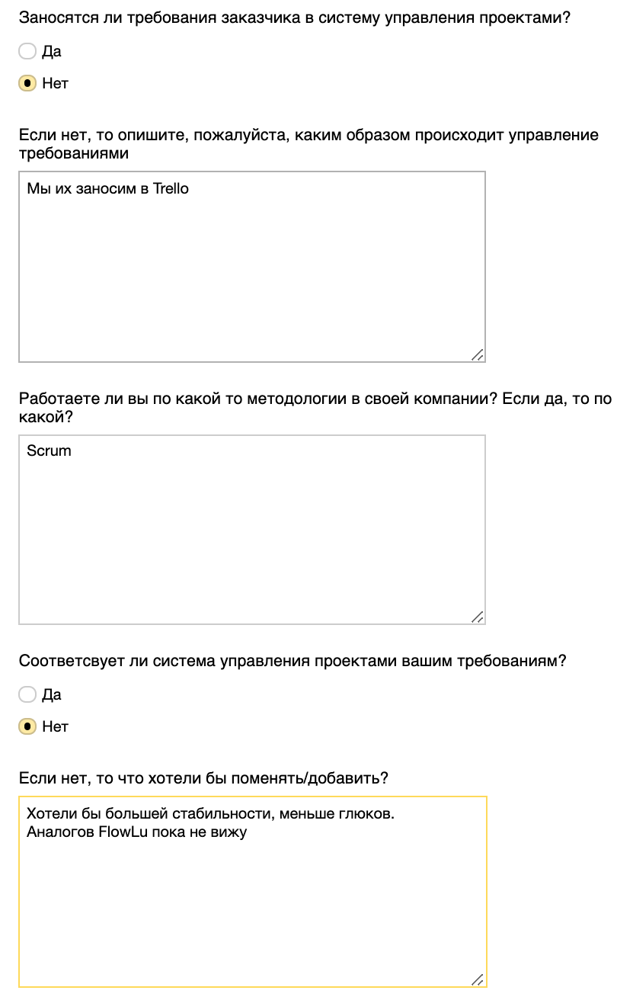 Заносятся ли требования заказчика в систему управления проектами?
Да
Нет
Если нет, то опишите, пожалуйста, каким образом происходит управление
требованиями
Мы их заносим в Trello
Работаете ли вы по какой то методологии в своей компании? Если да, то по
какой?
Scrum
Соответсвует ли система управления проектами вашим требованиям?
Да
Нет
Если нет, то что хотели бы поменять/добавить?
Хотели бы большей стабильности, меньше глюков.
Аналогов FlowLu пока не вижу